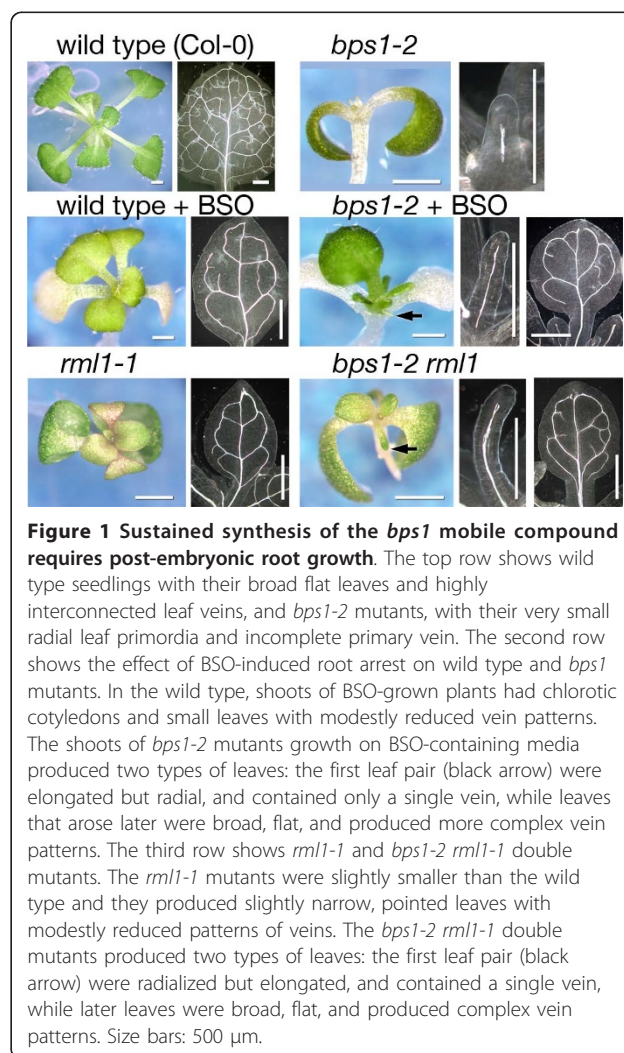 wild type (Col-0) bps1-2
wild type + BSO bps1-2 + BSO
rml1-1 bps1-2 rml1
Figure 1 Sustained synthesis of the bps1 mobile compound
requires post-embryonic root growth. The top row shows wild
type seedlings with their broad flat leaves and highly
interconnected leaf veins, and bps1-2 mutants, with their very small
radial leaf primordia and incomplete primary vein. The second row
shows the effect of BSO-induced root arrest on wild type and bps1
mutants. In the wild type, shoots of BSO-grown plants had chlorotic
cotyledons and small leaves with modestly reduced vein patterns.
The shoots of bps1-2 mutants growth on BSO-containing media
produced two types of leaves: the first leaf pair (black arrow) were
elongated but radial, and contained only a single vein, while leaves
that arose later were broad, flat, and produced more complex vein
patterns. The third row shows rml1-1 and bps1-2 rml1-1 double
mutants. The rml1-1 mutants were slightly smaller than the wild
type and they produced slightly narrow, pointed leaves with
modestly reduced patterns of veins. The bps1-2 rml1-1 double
mutants produced two types of leaves: the first leaf pair (black
arrow) were radialized but elongated, and contained a single vein,
while later leaves were broad, flat, and produced complex vein
patterns. Size bars: 500 μm.